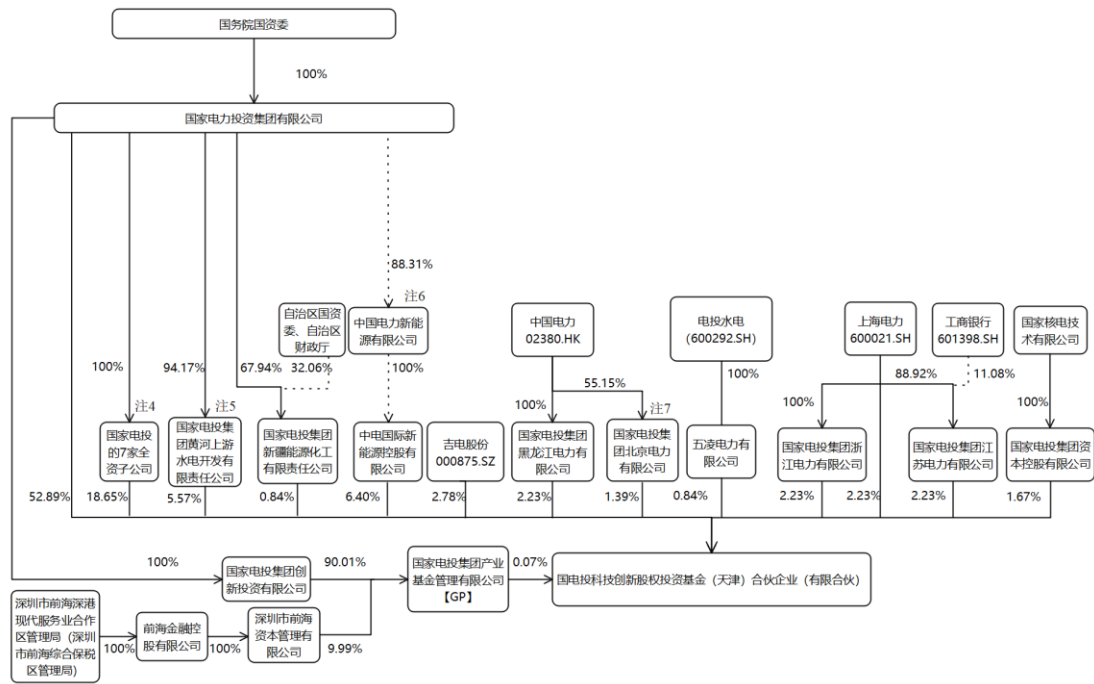 国务院国资委
100%
国家电力投资集团有限公司
88.31%
注6
自治区国资
委、自治区
财政厅
中国电力新能
源有限公司
中国电力
02380.HK
电投水电
(600292.SH)
上海电力
600021.SH
工商银行
601398.SH
国家核电技
术有限公司
100%
94.17%
67.94%
32.06%
100%
55.15%
100%
88.92%
11.08%
100%
100%
100%
注4
注5
注7
国家电投
的7家全
资子公司
国家电投集
团黄河上游
水电开发有
限责任公司
国家电投集团
新疆能源化工
有限责任公司
中电国际新
能源控股有
限公司
吉电股份
000875.SZ
国家电投集团
黑龙江电力有
限公司
国家电投集
团北京电力
有限公司
五凌电力有
限公司
国家电投集团浙
江电力有限公司
国家电投集团江
苏电力有限公司
国家电投集团资
本控股有限公司
52.89%
18.65%
5.57%
0.84%
6.40%
2.78%
2.23%
1.39%
0.84%
2.23%
2.23%
2.23%
1.67%
100%
国家电投集团创
新投资有限公司
90.01%
国家电投集团产业
基金管理有限公司
【GP】
0.07%
国电投科技创新股权投资基金（天津）合伙企业（有限合伙）
深圳市前海深港
现代服务业合作
区管理局（深圳
市前海综合保税
区管理局）
100%
前海金融控
股有限公司
100%
深圳市前海
资本管理有
限公司
9.99%